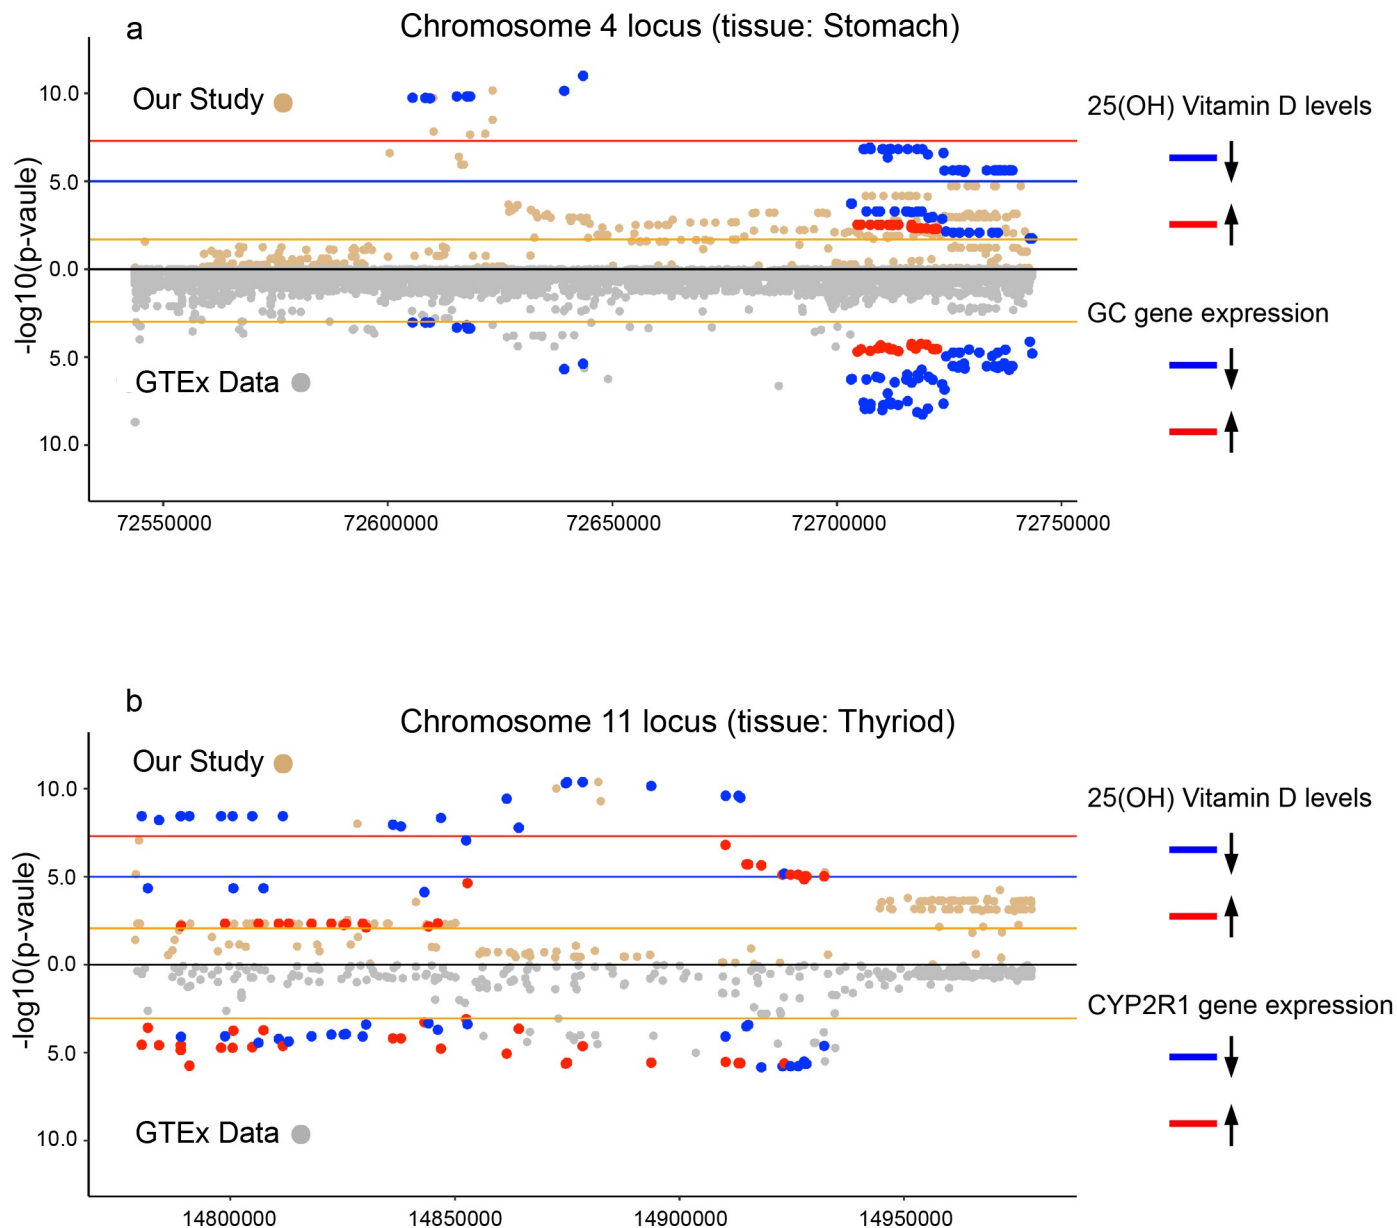 a
Chromosome 4 locus (tissue: Stomach)
Our Study
10.0
5.0
0.0
5.0
10.0
-log10(p-vaule)
GTEx Data
72550000 72600000 72650000 72700000 72750000
25(OH) Vitamin D levels
GC gene expression
b
Chromosome 11 locus (tissue: Thyriod)
Our Study
10.0
5.0
0.0
5.0
10.0
-log10(p-vaule)
GTEx Data
14800000 14850000 14900000 14950000
25(OH) Vitamin D levels
CYP2R1 gene expression